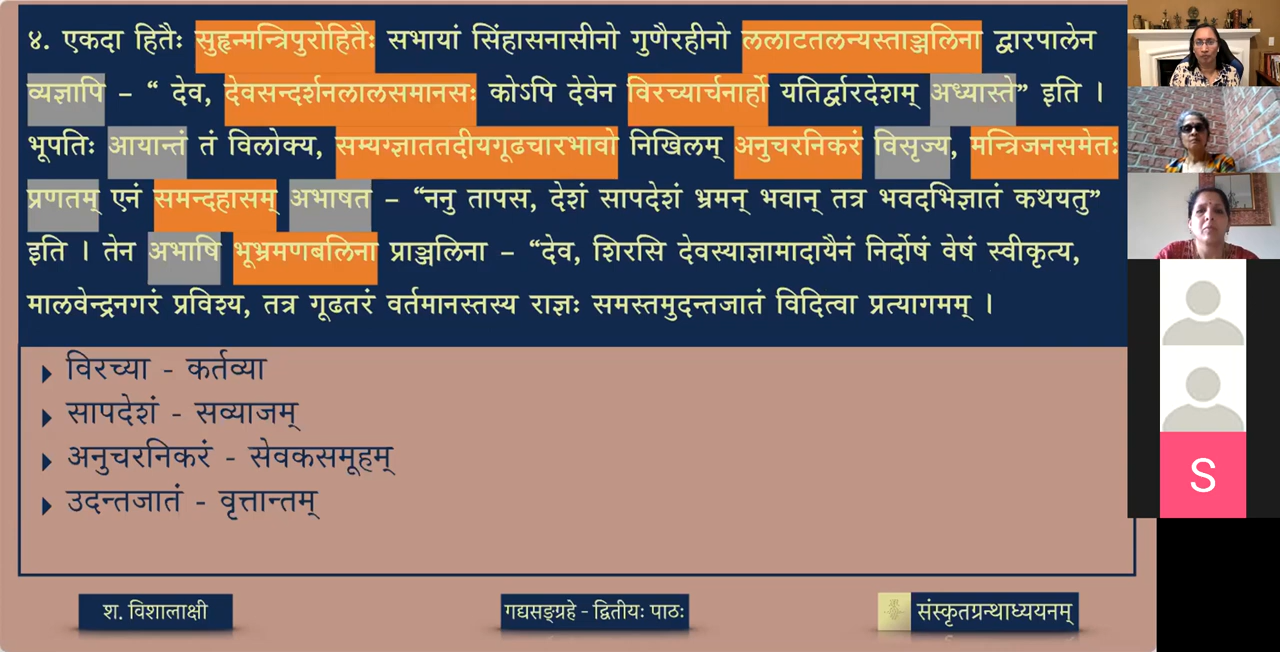 ४. एकदा हितैः सुहृन्मन्त्रिपुरोहितैः सभायां सिंहासनासीनो गुणैरहीनो ललाटतलन्यस्ताञ्जलिना द्वारपालेन
व्यज्ञापि – “ देव, देवसन्दर्शनलालसमानसः कोऽपि देवेन विरच्यार्चनार्हो यतिर्द्वारदेशम् अध्यास्ते” इति ।
भूपतिः आयान्तं तं विलोक्य, सम्यग्ज्ञाततदीयगूढचारभावो निखिलम् अनुचरनिकरं विसृज्य, मन्त्रिजनसमेतः
प्रणतम् एनं समन्दहासम् अभाषत – “ननु तापस, देशं सापदेशं भ्रमन् भवान् तत्र भवदभिज्ञातं कथयतु”
इति । तेन अभाषि भूभ्रमणबलिना प्राञ्जलिना – “देव, शिरसि देवस्याज्ञामादायैनं निर्दोषं वेषं स्वीकृत्य,
मालवेन्द्रनगरं प्रविश्य, तत्र गूढतरं वर्तमानस्तस्य राज्ञः समस्तमुदन्तजातं विदित्वा प्रत्यागमम् ।
विरच्या - कर्तव्या
सापदेशं - सव्याजम्
अनुचरनिकरं - सेवकसमूहम्
उदन्तजातं - वृत्तान्तम्
S
श. विशालाक्षी
गद्यसङ्ग्रहे - द्वितीयः पाठः
संस्कृतग्रन्थाध्ययनम्